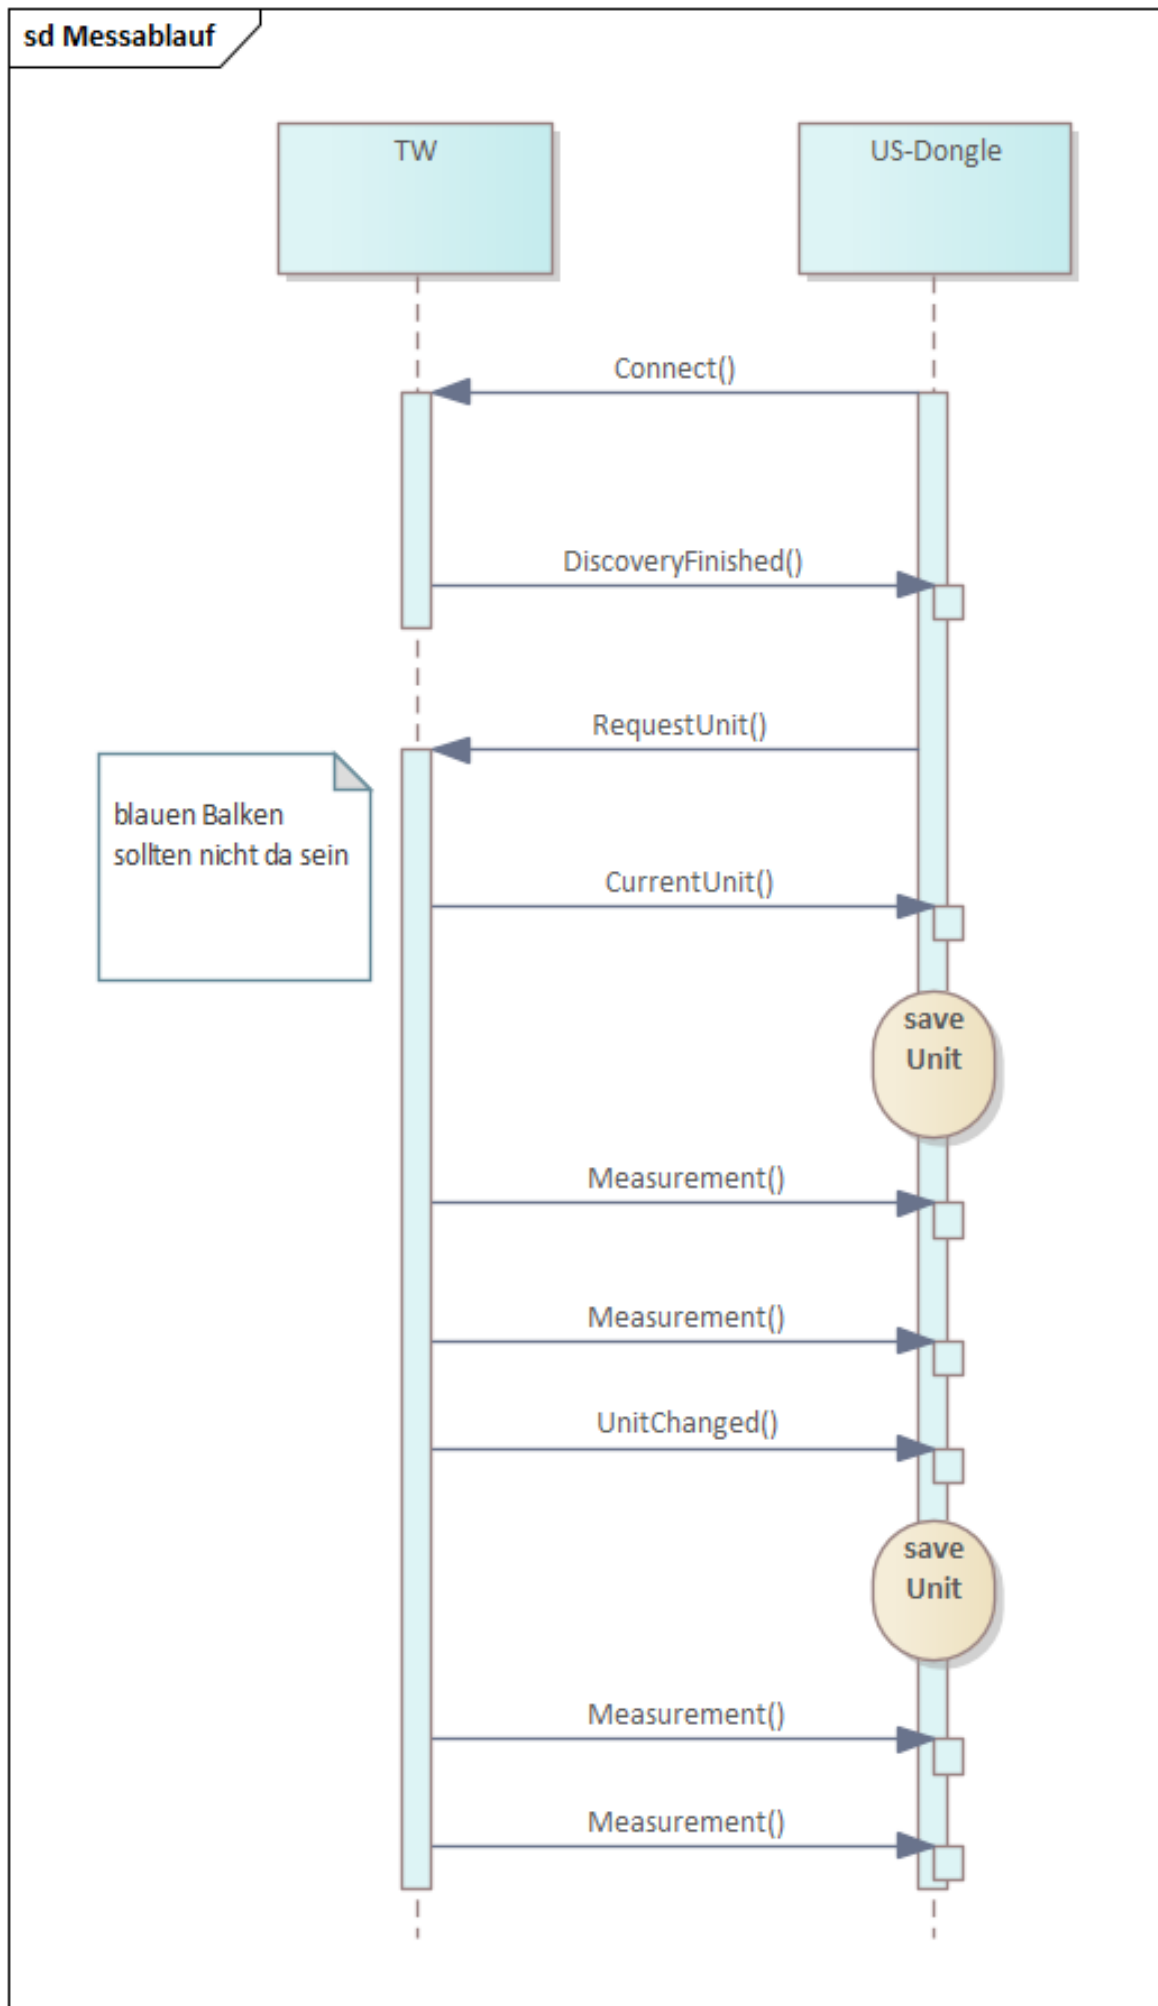 sd Messablauf
TW
US-Dongle
Connect()
DiscoveryFinished()
RequestUnit()
blauen Balken
sollten nicht da sein
CurrentUnit()
save
Unit
Measurement()
Measurement()
UnitChanged()
save
Unit
Measurement()
Measurement()